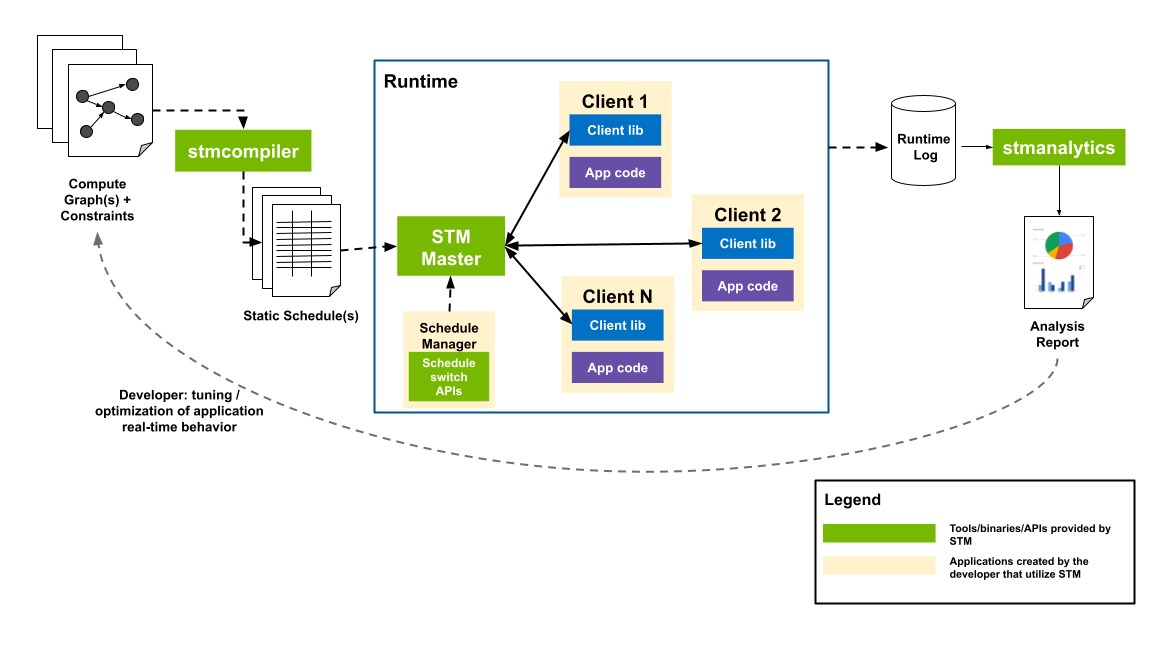 Runtime
Client 1
Client lib
App code
stmcompiler
Compute
Graph(s) +
Constraints
Runtime
Log
stmanalytics
STM
Master
Client 2
Client lib
App code
Static Schedule(s)
Client N
Client lib
App code
Schedule
Manager
Schedule
switch
APIs
Analysis
Report
Developer: tuning /
optimization of application
real-time behavior
Legend
Tools/binaries/APIs provided by
STM
Applications created by the
developer that utilize STM